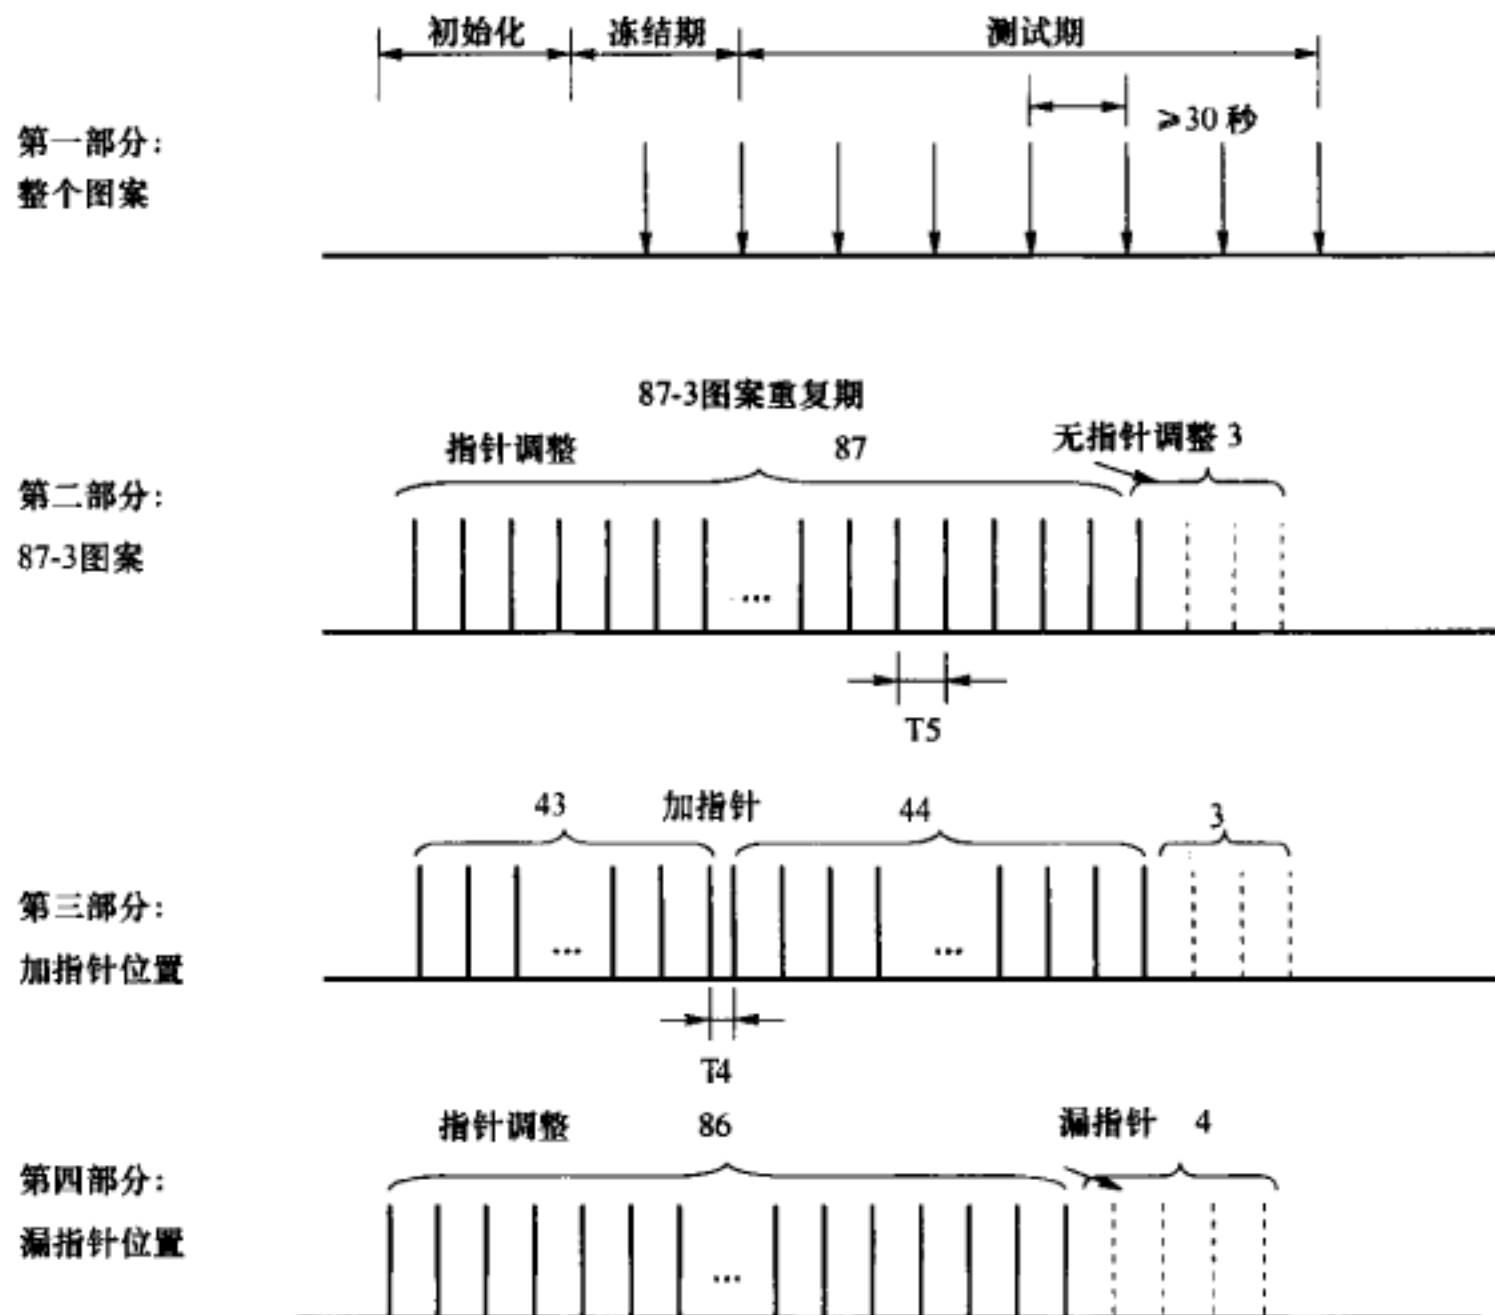 初始化 冻结期 测试期
≥30 秒
第一部分:
整个图案
87-3图案重复期
指针调整 87 无指针调整 3
第二部分:
87-3图案
...
T5
43 加指针 44 3
第三部分:
加指针位置
... ...
T4
指针调整 86 漏指针 4
第四部分:
漏指针位置
...